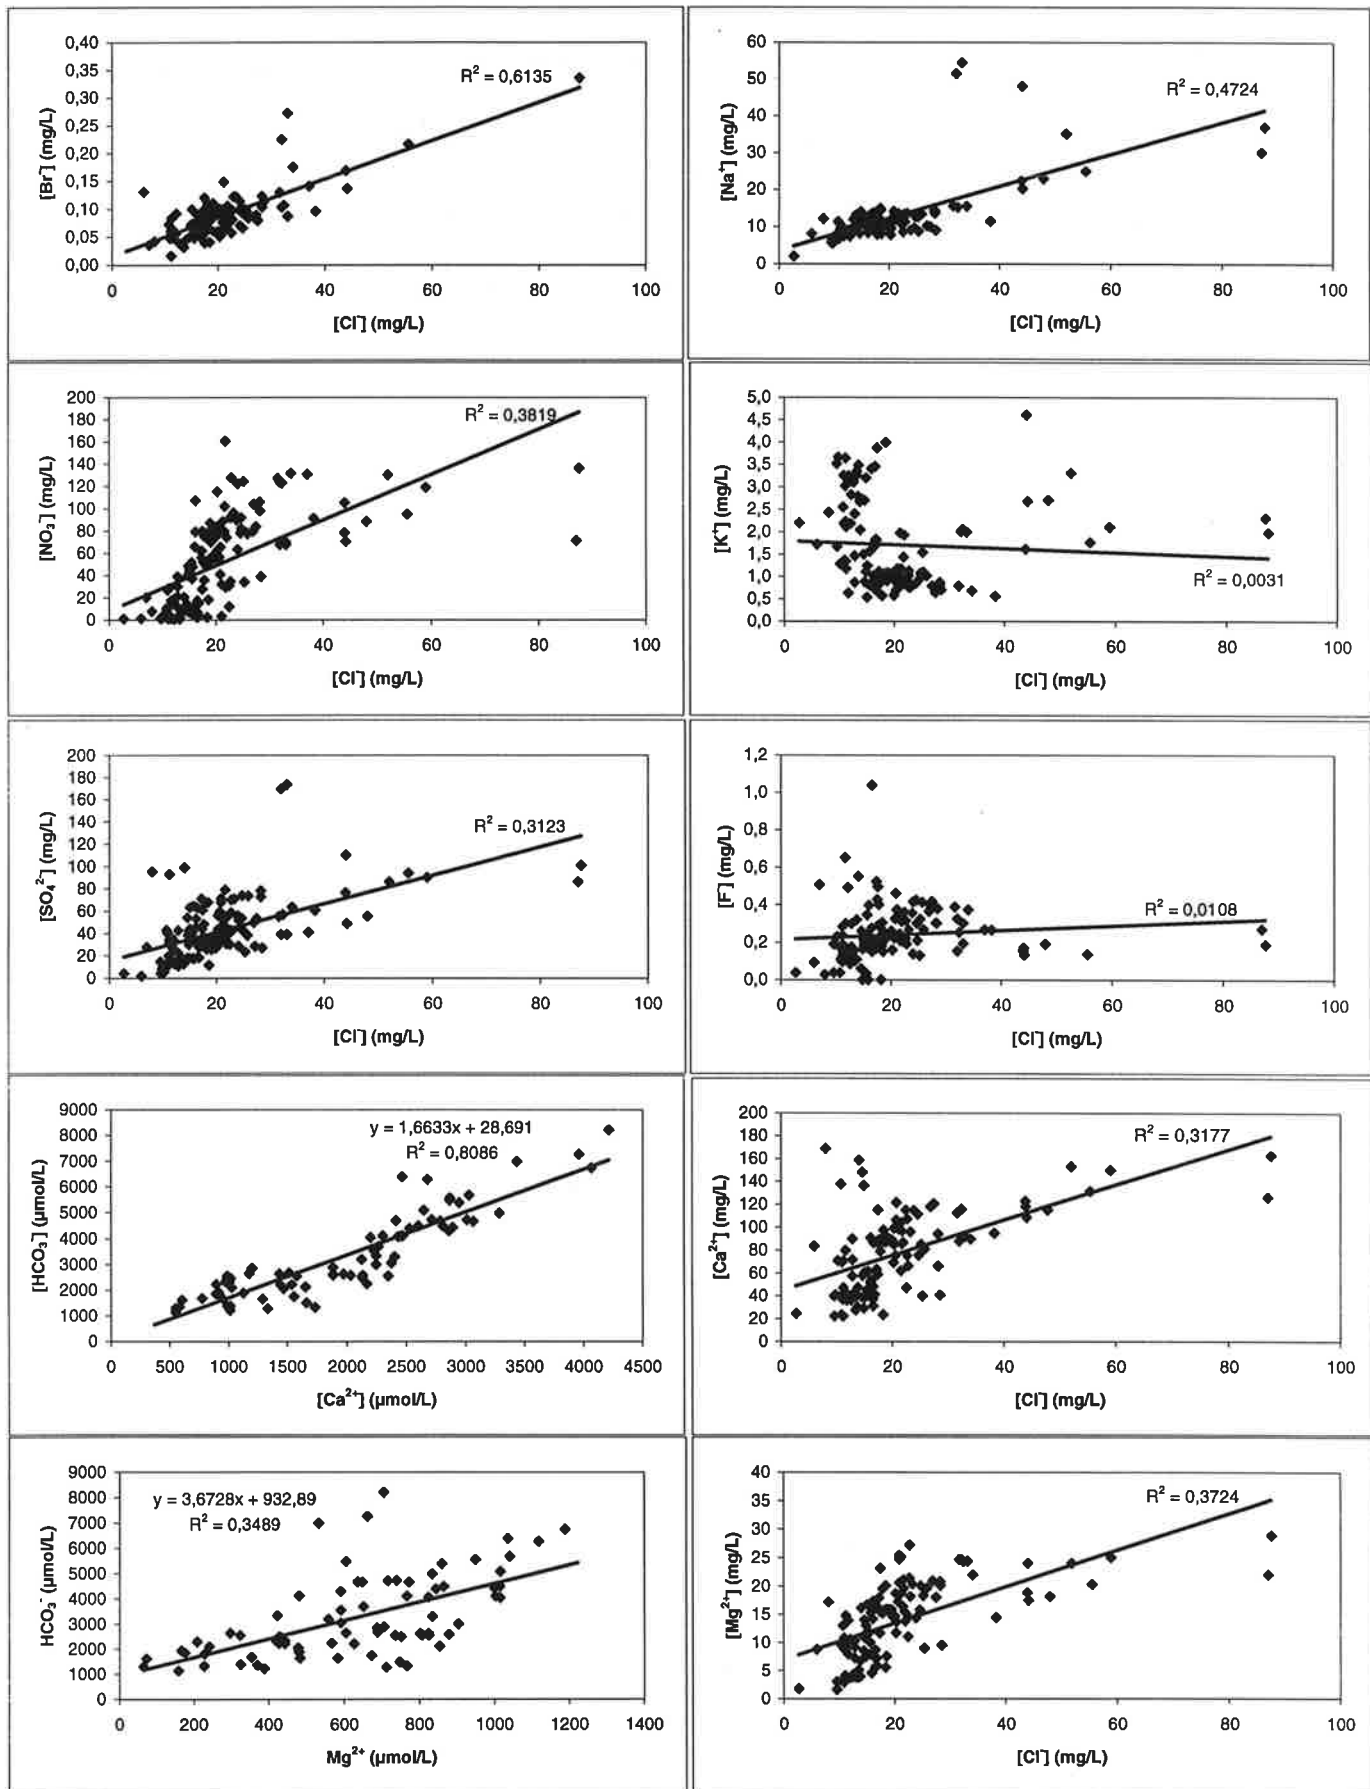 0,40
0,35
0,30
0,25
0,20
0,15
0,10
0,05
0,00
[Br⁻] (mg/L)
R² = 0,6135
0 20 40 60 80 100
[Cl⁻] (mg/L)
60
50
40
30
20
10
0
[Na⁺] (mg/L)
R² = 0,4724
0 20 40 60 80 100
[Cl⁻] (mg/L)
200
180
160
140
120
100
80
60
40
20
0
[NO₃⁻] (mg/L)
R² = 0,3819
0 20 40 60 80 100
[Cl⁻] (mg/L)
5,0
4,5
4,0
3,5
3,0
2,5
2,0
1,5
1,0
0,5
0,0
[K⁺] (mg/L)
R² = 0,0031
0 20 40 60 80 100
[Cl⁻] (mg/L)
200
180
160
140
120
100
80
60
40
20
0
[SO₄²⁻] (mg/L)
R² = 0,3123
0 20 40 60 80 100
[Cl⁻] (mg/L)
1,2
1,0
0,8
0,6
0,4
0,2
0,0
[F⁻] (mg/L)
R² = 0,0108
0 20 40 60 80 100
[Cl⁻] (mg/L)
9000
8000
7000
6000
5000
4000
3000
2000
1000
0
[HCO₃⁻] (µmol/L)
y = 1,6633x + 28,691
R² = 0,8086
0 500 1000 1500 2000 2500 3000 3500 4000 4500
[Ca²⁺] (µmol/L)
200
180
160
140
120
100
80
60
40
20
0
[Ca²⁺] (mg/L)
R² = 0,3177
0 20 40 60 80 100
[Cl⁻] (mg/L)
9000
8000
7000
6000
5000
4000
3000
2000
1000
0
HCO₃⁻ (µmol/L)
y = 3,6728x + 932,89
R² = 0,3489
0 200 400 600 800 1000 1200 1400
Mg²⁺ (µmol/L)
40
35
30
25
20
15
10
5
0
[Mg²⁺] (mg/L)
R² = 0,3724
0 20 40 60 80 100
[Cl⁻] (mg/L)